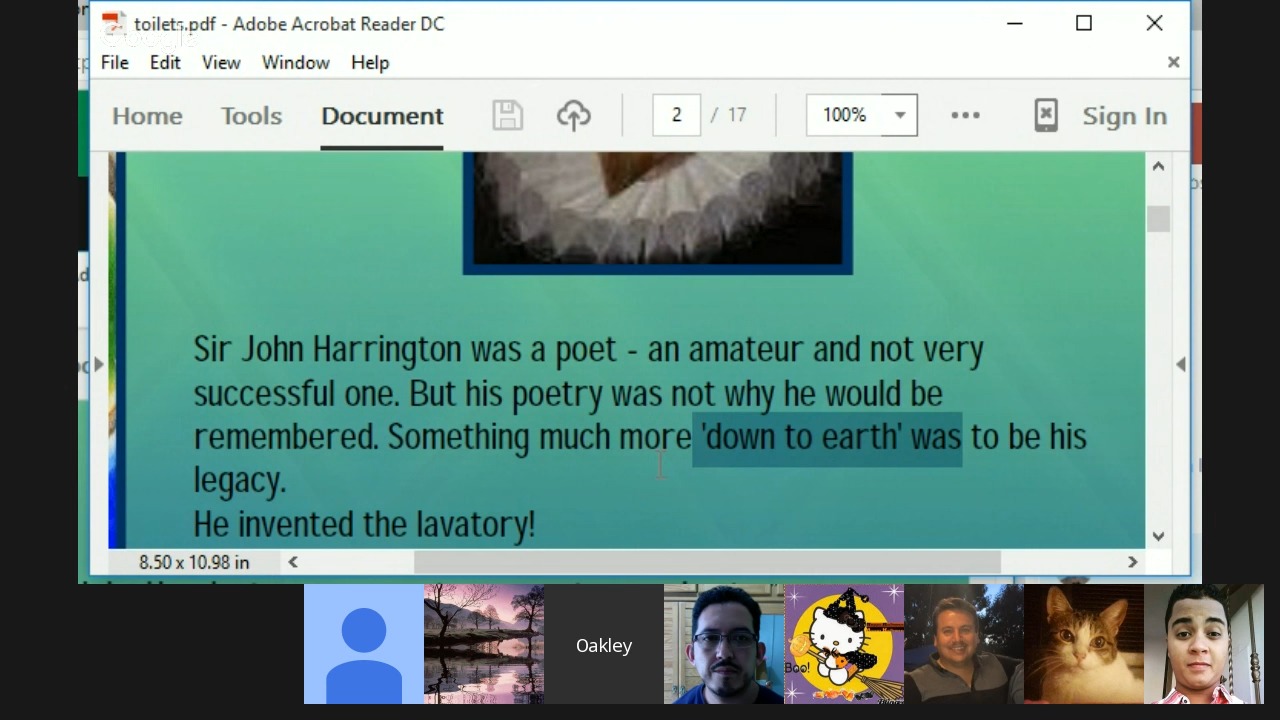 toilets.pdf - Adobe Acrobat Reader DC
File Edit View Window Help
Home Tools Document 2 / 17 100% Sign In
Sir John Harrington was a poet - an amateur and not very
successful one. But his poetry was not why he would be
remembered. Something much more 'down to earth' was to be his
legacy.
He invented the lavatory!
8.50 x 10.98 in
Oakley
Boo!